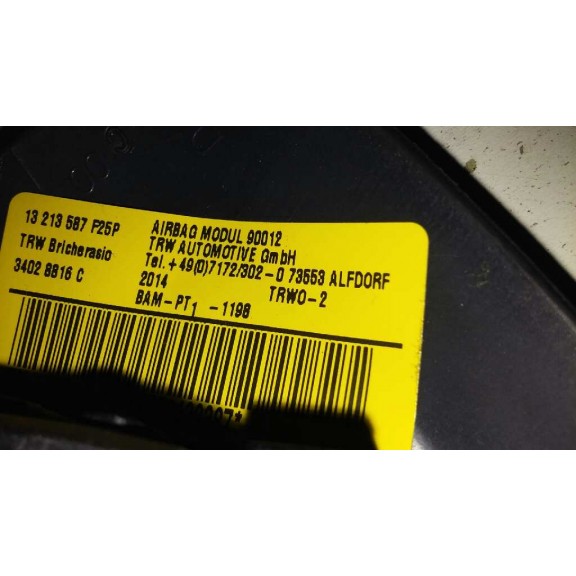 13 213 587 F25P
TRW Bricherasio
3402 8816 C
AIRBAG MODUL 90012
TRW AUTOMOTIVE GmbH
Tel.+49(0)7172/302-0 73553 ALFDORF
2014 TRWO-2
BAM-PT1 -1198